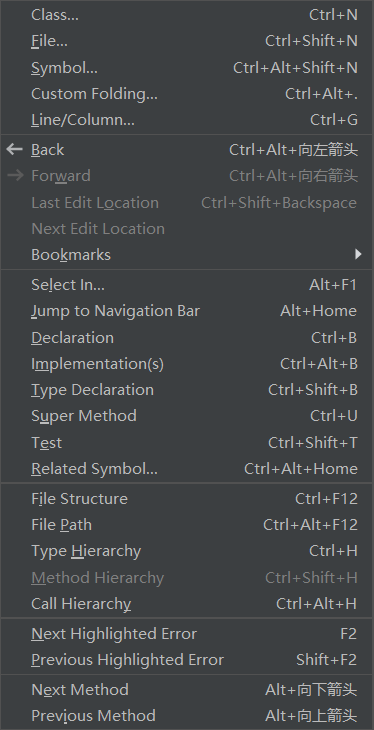 Class... Ctrl+N
File... Ctrl+Shift+N
Symbol... Ctrl+Alt+Shift+N
Custom Folding... Ctrl+Alt+.
Line/Column... Ctrl+G
Back Ctrl+Alt+向左箭头
Forward Ctrl+Alt+向右箭头
Last Edit Location Ctrl+Shift+Backspace
Next Edit Location
Bookmarks
Select In... Alt+F1
Jump to Navigation Bar Alt+Home
Declaration Ctrl+B
Implementation(s) Ctrl+Alt+B
Type Declaration Ctrl+Shift+B
Super Method Ctrl+U
Test Ctrl+Shift+T
Related Symbol... Ctrl+Alt+Home
File Structure Ctrl+F12
File Path Ctrl+Alt+F12
Type Hierarchy Ctrl+H
Method Hierarchy Ctrl+Shift+H
Call Hierarchy Ctrl+Alt+H
Next Highlighted Error F2
Previous Highlighted Error Shift+F2
Next Method Alt+向下箭头
Previous Method Alt+向上箭头